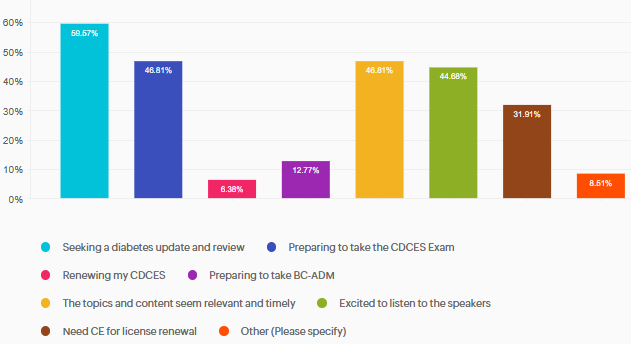 60%
59.57%
50%
46.81%
46.81%
44.68%
40%
30%
31.91%
20%
10%
12.77%
6.38%
8.51%
0%
Seeking a diabetes update and review
Preparing to take the CDCES Exam
Renewing my CDCES
Preparing to take BC-ADM
The topics and content seem relevant and timely
Excited to listen to the speakers
Need CE for license renewal
Other (Please specify)